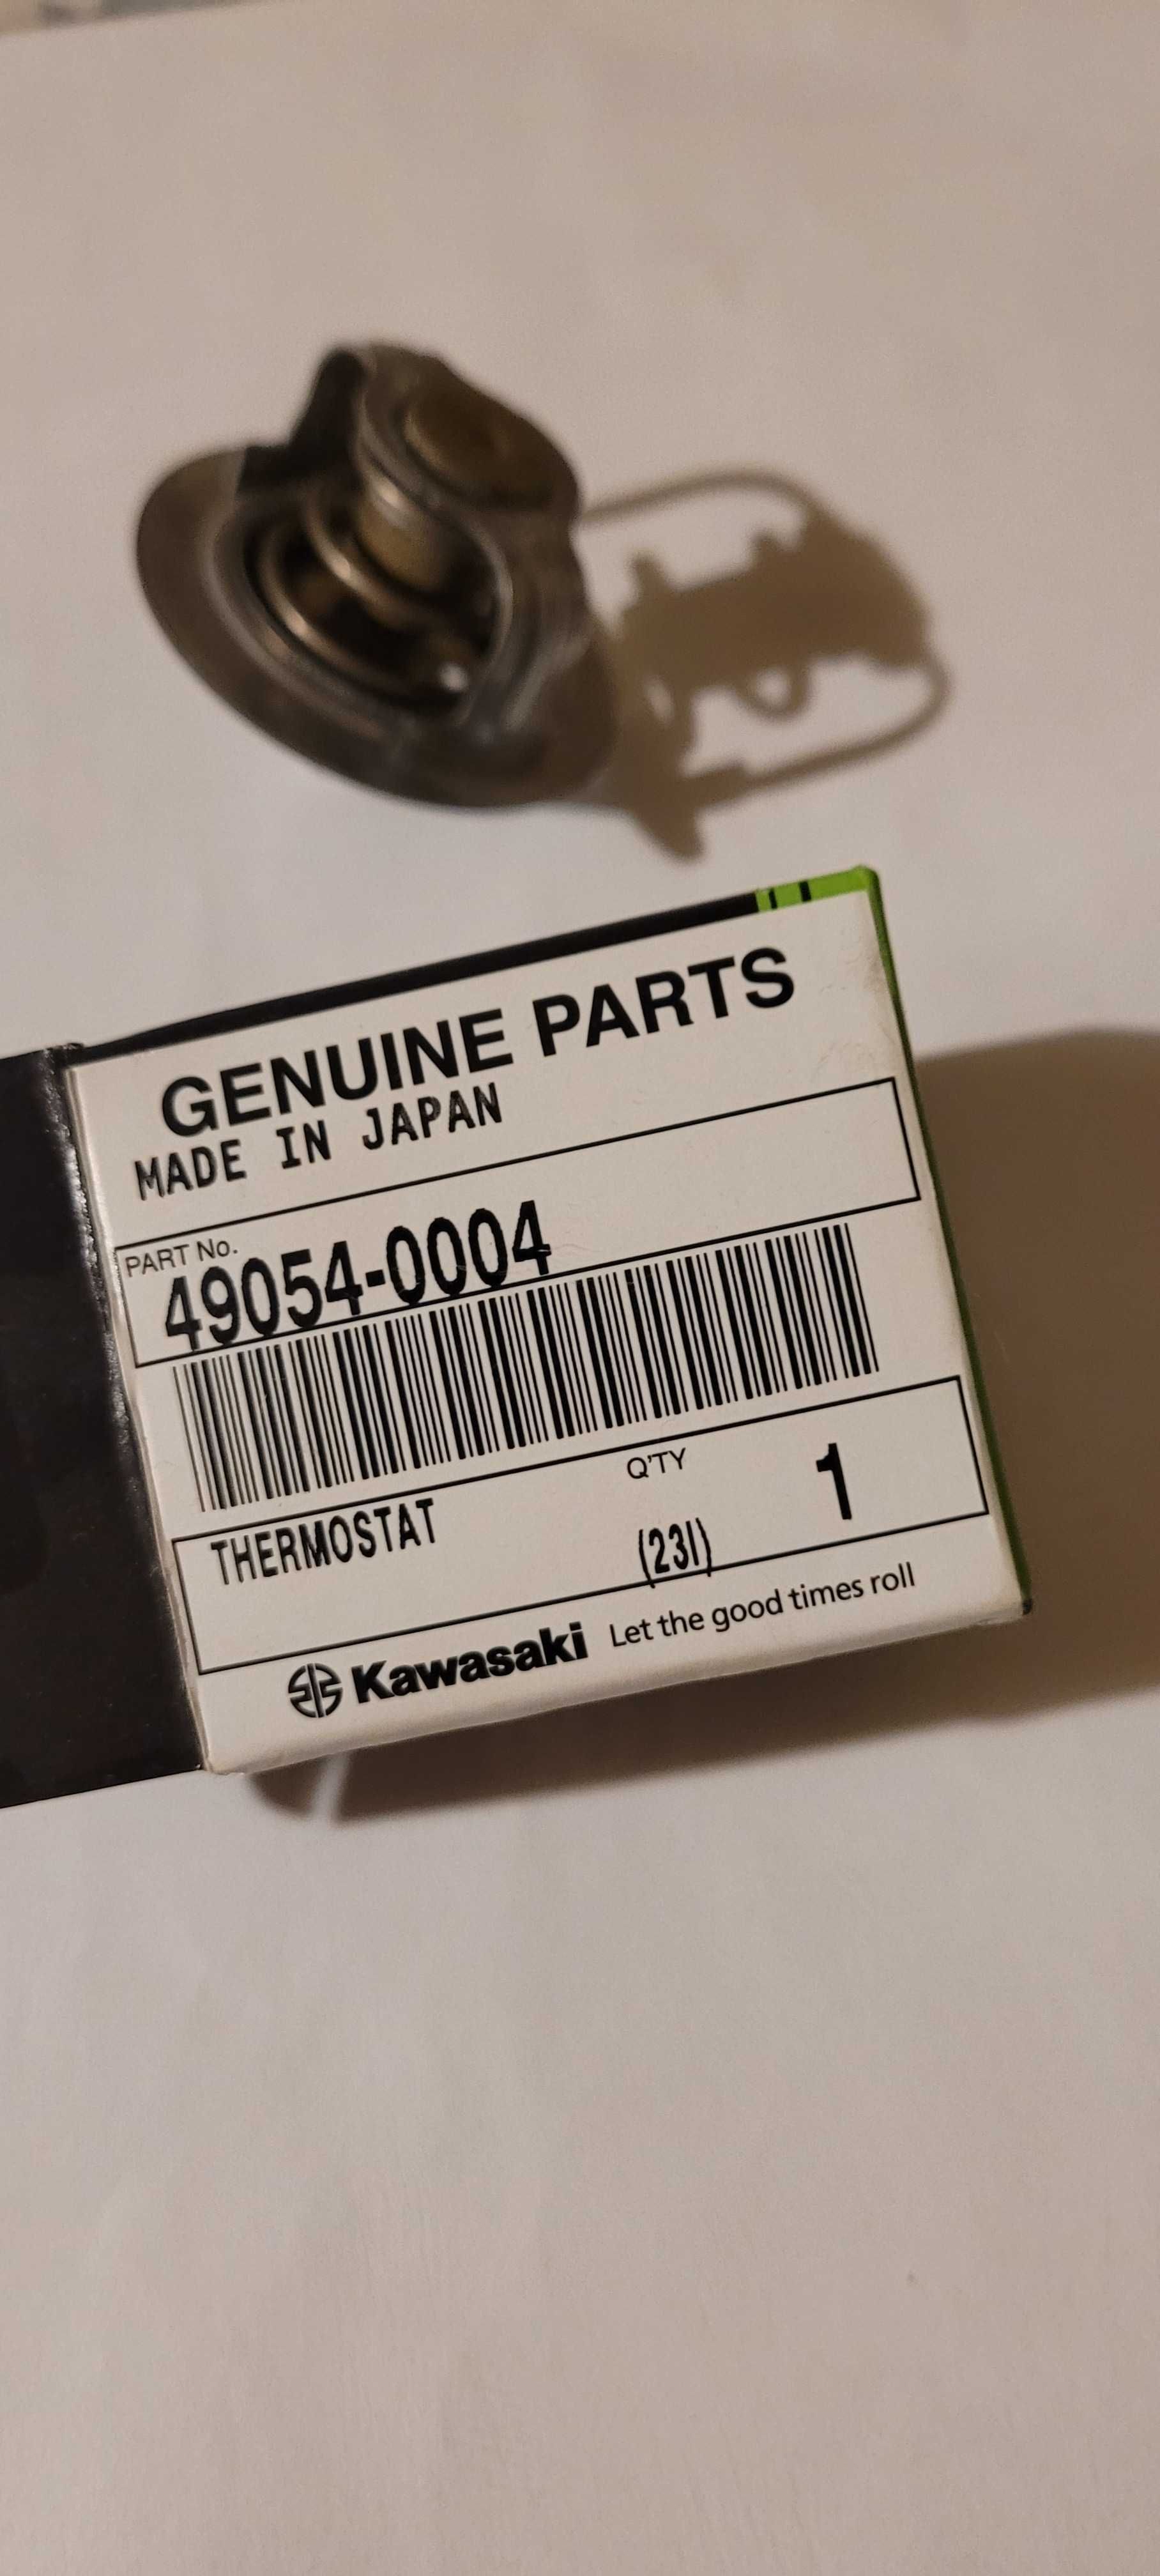 GENUINE PARTS
MADE IN JAPAN
PART No.
49054-0004
Q'TY
THERMOSTAT
(23I)
1
Kawasaki Let the good times roll